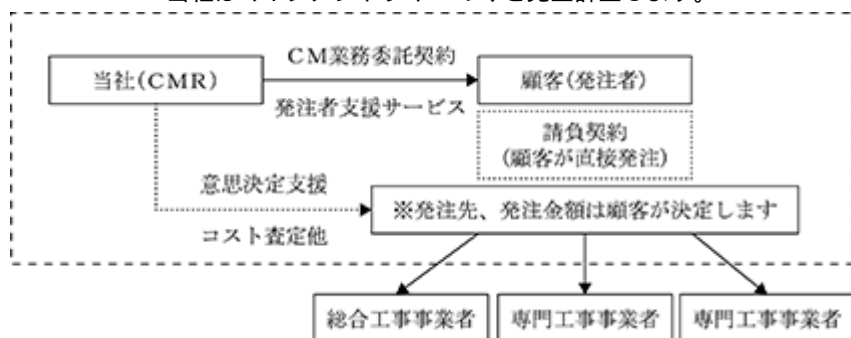 CM業務委託契約
当社(CMR)
顧客(発注者)
発注者支援サービス
請負契約
(顧客が直接発注)
意思決定支援
※発注先、発注金額は顧客が決定します
コスト査定他
総合工事事業者
専門工事事業者
専門工事事業者